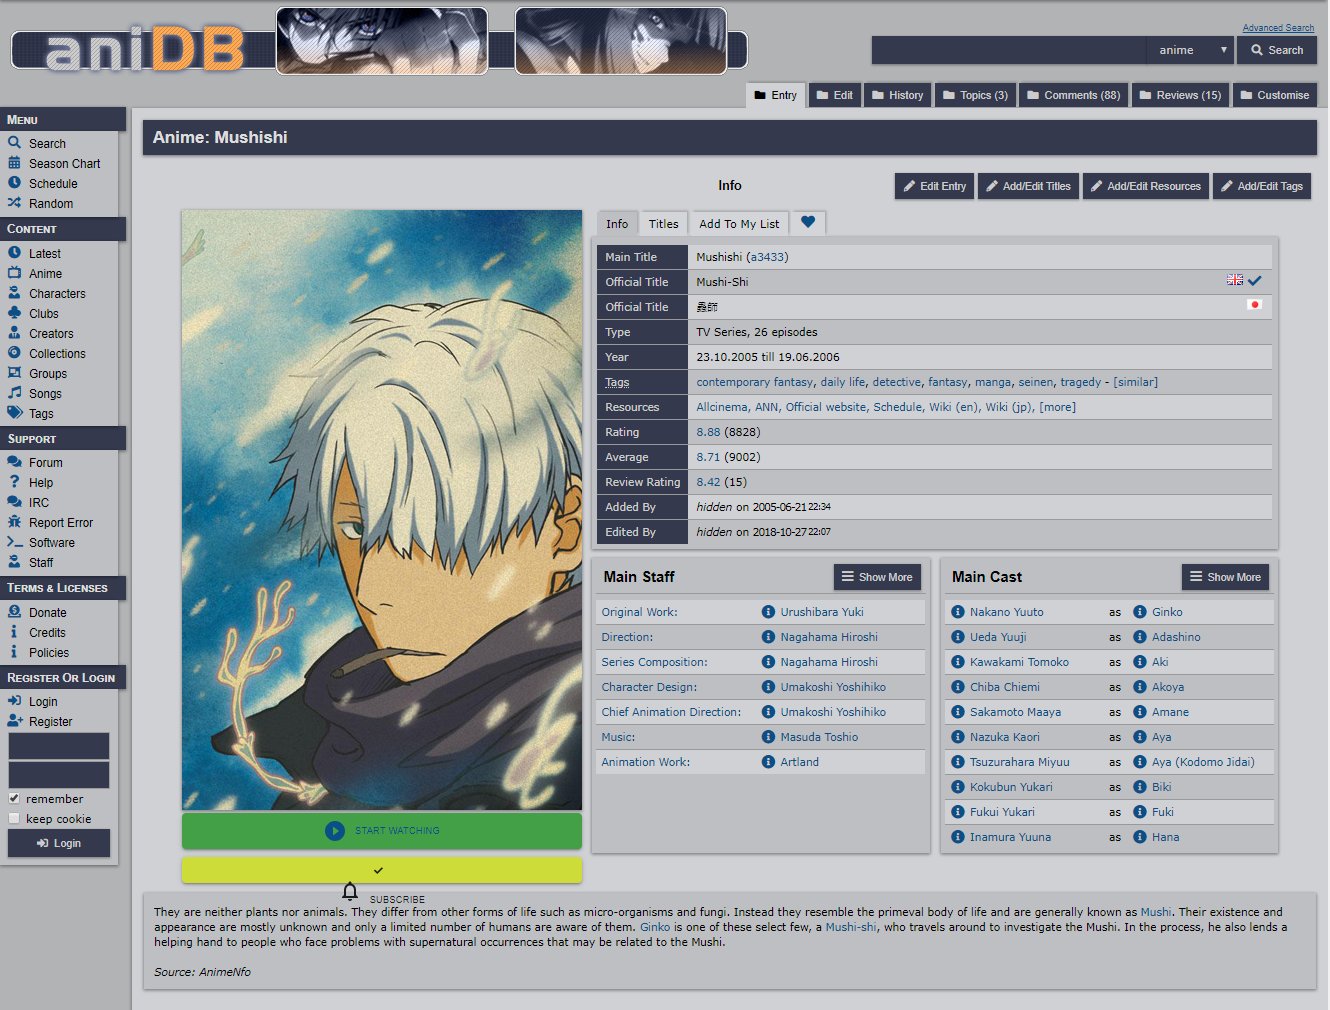 aniDB
Advanced Search
anime
Search
Entry
Edit
History
Topics (3)
Comments (88)
Reviews (15)
Customise
MENU
Search
Season Chart
Schedule
Random
CONTENT
Latest
Anime
Characters
Clubs
Creators
Collections
Groups
Songs
Tags
SUPPORT
Forum
Help
IRC
Report Error
Software
Staff
TERMS & LICENSES
Donate
Credits
Policies
REGISTER OR LOGIN
Login
Register
remember
keep cookie
Login
Anime: Mushishi
Info
Edit Entry
Add/Edit Titles
Add/Edit Resources
Add/Edit Tags
START WATCHING
SUBSCRIBE
Info
Titles
Add To My List
Main Title Mushishi (a3433)
Official Title Mushi-Shi
Official Title 蟲師
Type TV Series, 26 episodes
Year 23.10.2005 till 19.06.2006
Tags contemporary fantasy, daily life, detective, fantasy, manga, seinen, tragedy - [similar]
Resources Allcinema, ANN, Official website, Schedule, Wiki (en), Wiki (jp), [more]
Rating 8.88 (8828)
Average 8.71 (9002)
Review Rating 8.42 (15)
Added By hidden on 2005-06-21 22:34
Edited By hidden on 2018-10-27 22:07
Main Staff
Show More
Original Work: Urushibara Yuki
Direction: Nagahama Hiroshi
Series Composition: Nagahama Hiroshi
Character Design: Umakoshi Yoshihiko
Chief Animation Direction: Umakoshi Yoshihiko
Music: Masuda Toshio
Animation Work: Artland
Main Cast
Show More
Nakano Yuuto as Ginko
Ueda Yuuji as Adashino
Kawakami Tomoko as Aki
Chiba Chiemi as Akoya
Sakamoto Maaya as Amane
Nazuka Kaori as Aya
Tsuzurahara Miyuu as Aya (Kodomo Jidai)
Kokubun Yukari as Biki
Fukui Yukari as Fuki
Inamura Yuuna as Hana
They are neither plants nor animals. They differ from other forms of life such as micro-organisms and fungi. Instead they resemble the primeval body of life and are generally known as Mushi. Their existence and
appearance are mostly unknown and only a limited number of humans are aware of them. Ginko is one of these select few, a Mushi-shi, who travels around to investigate the Mushi. In the process, he also lends a
helping hand to people who face problems with supernatural occurrences that may be related to the Mushi.
Source: AnimeNfo